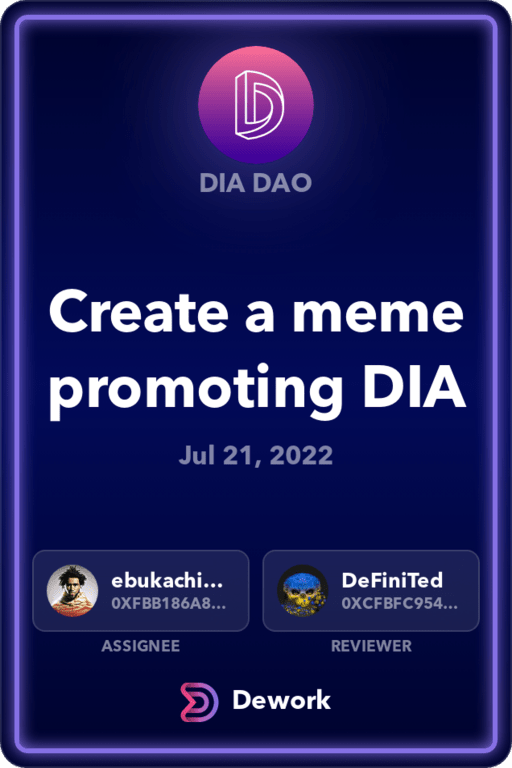 DIA DAO
Create a meme
promoting DIA
Jul 21, 2022
ebukachi...
0XFBB186A8...
ASSIGNEE
DeFiniTed
0XCFBFC954...
REVIEWER
Dework